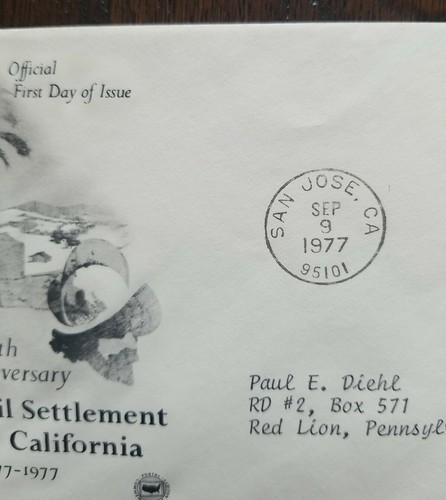 Official
First Day of Issue
SAN JOSE, CA
SEP
9
1977
95101
th
versary
il Settlement
California
77-1977
Paul E. Diehl
RD #2, Box 571
Red Lion, Pennsyl